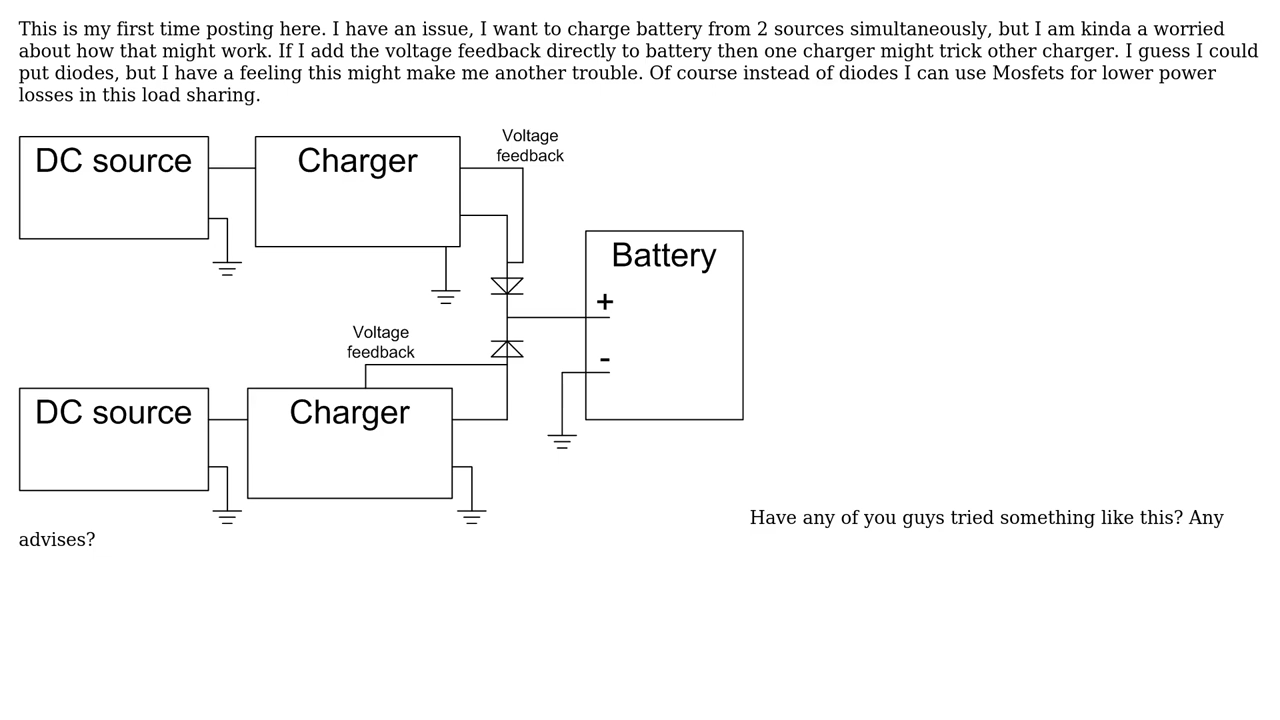 This is my first time posting here. I have an issue, I want to charge battery from 2 sources simultaneously, but I am kinda a worried
about how that might work. If I add the voltage feedback directly to battery then one charger might trick other charger. I guess I could
put diodes, but I have a feeling this might make me another trouble. Of course instead of diodes I can use Mosfets for lower power
losses in this load sharing.
DC source
Charger
Voltage
feedback
Battery
+
-
Voltage
feedback
DC source
Charger
Have any of you guys tried something like this? Any
advises?